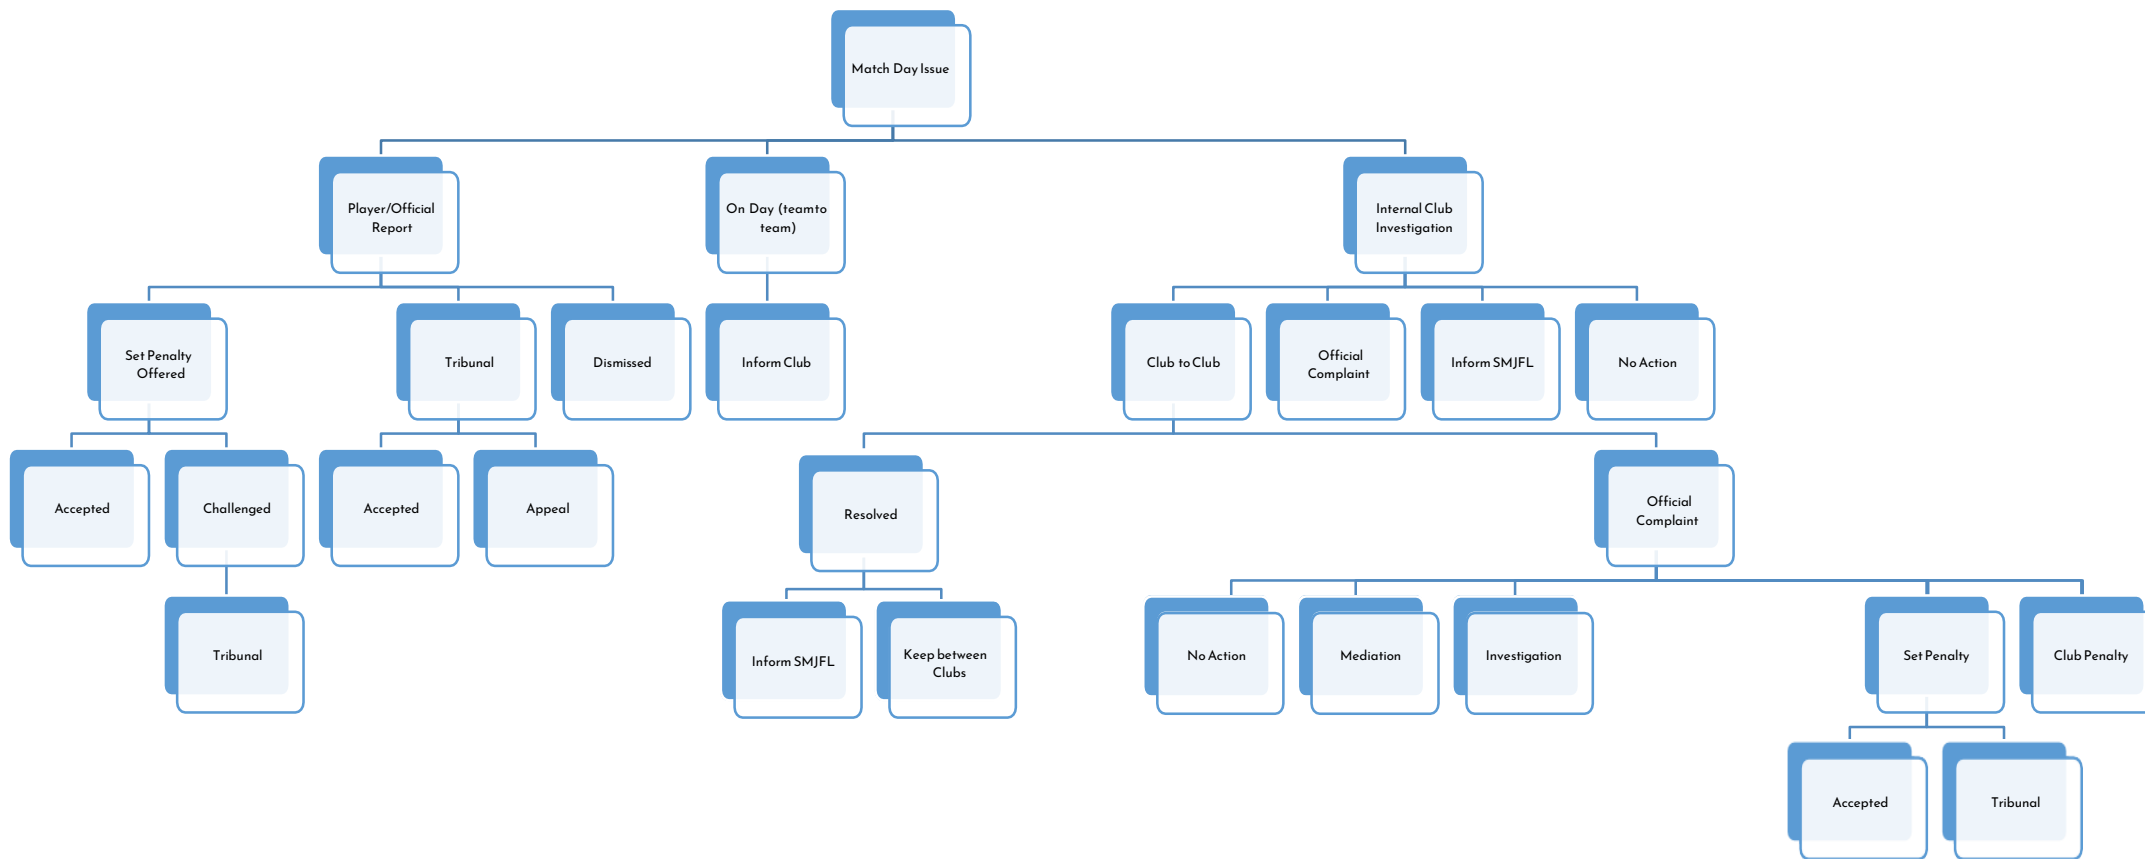 Match Day Issue
Player/Official
Report
On Day (team to
team)
Internal Club
Investigation
Set Penalty
Offered
Tribunal
Dismissed
Inform Club
Club to Club
Official
Complaint
Inform SMJFL
No Action
Accepted
Challenged
Accepted
Appeal
Resolved
Official
Complaint
Tribunal
Inform SMJFL
Keep between
Clubs
No Action
Mediation
Investigation
Set Penalty
Club Penalty
Accepted
Tribunal